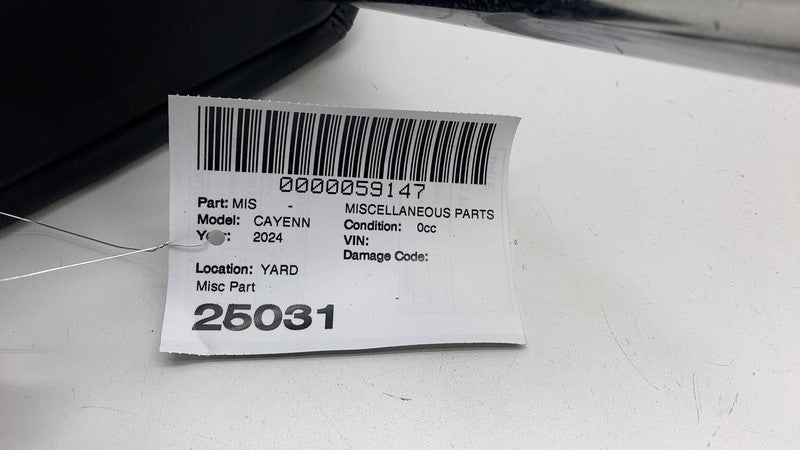 0000059147
Part: MIS - MISCELLANEOUS PARTS
Model: CAYENN Condition: 0cc
Year: 2024 VIN:
Damage Code:
Location: YARD
Misc Part
25031